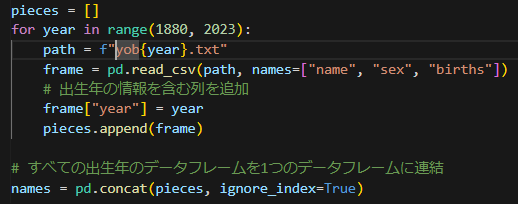 pieces = []
for year in range(1880, 2023):
    path = f"yob{year}.txt"
    frame = pd.read_csv(path, names=["name", "sex", "births"])
    # 出生年の情報を含む列を追加
    frame["year"] = year
    pieces.append(frame)

# すべての出生年のデータフレームを1つのデータフレームに連結
names = pd.concat(pieces, ignore_index=True)